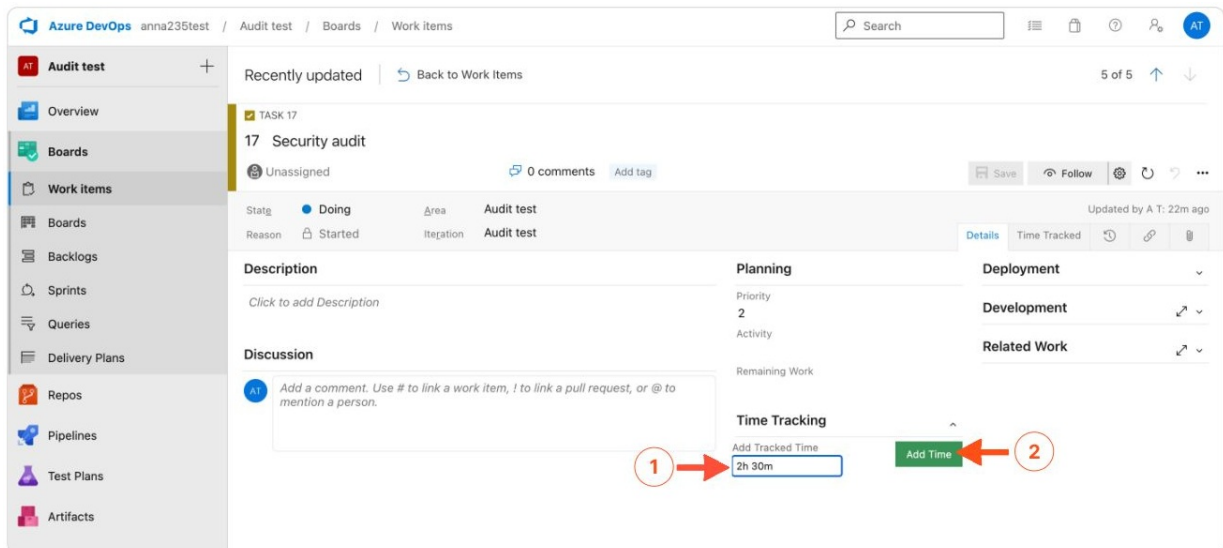 Azure DevOps anna235test / Audit test / Boards / Work items
Search
AT
AT Audit test
Overview
Boards
Work items
Boards
Backlogs
Sprints
Queries
Delivery Plans
Repos
Pipelines
Test Plans
Artifacts
Recently updated Back to Work Items 5 of 5
TASK 17
17 Security audit
Unassigned 0 comments Add tag Save Follow
State Doing Area Audit test Updated by A T: 22m ago
Reason Started Iteration Audit test
Details Time Tracked
Description
Click to add Description
Discussion
AT
Add a comment. Use # to link a work item, ! to link a pull request, or @ to
mention a person.
Planning
Priority
2
Activity
Remaining Work
Time Tracking
Add Tracked Time
1 2h 30m Add Time 2
Deployment
Development
Related Work